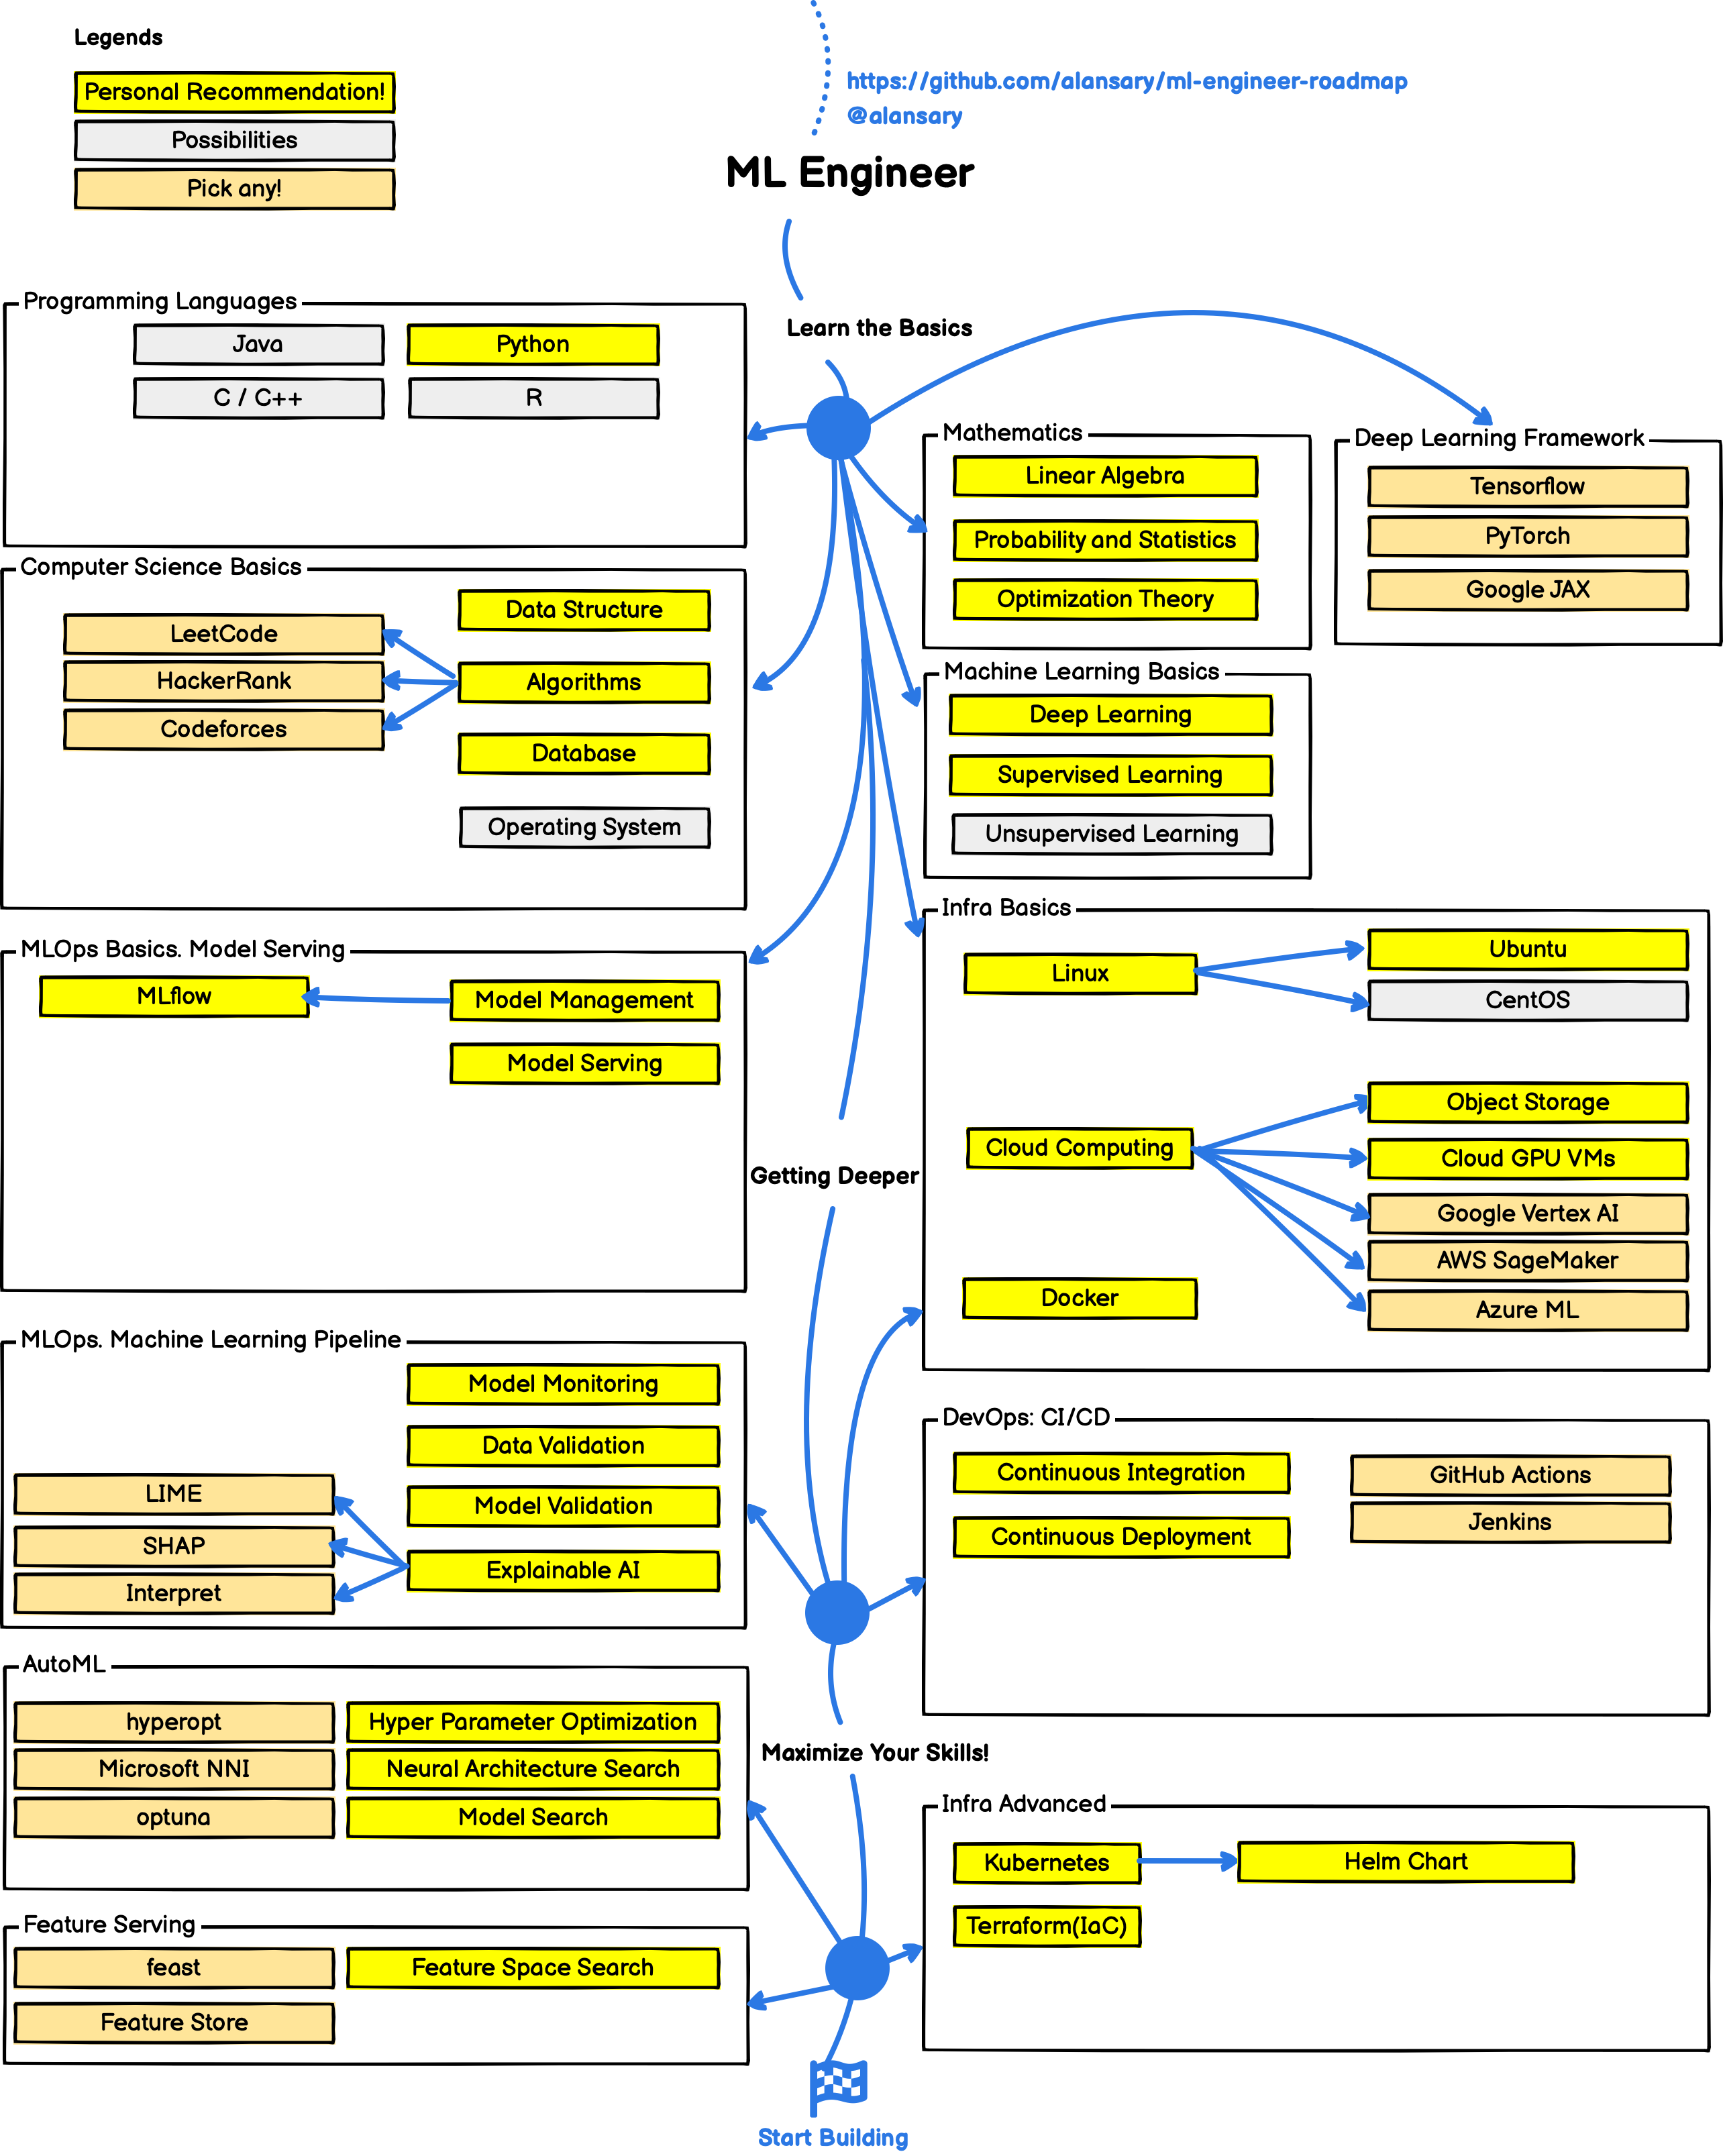 Legends
Personal Recommendation!
Possibilities
Pick any!
https://github.com/alansary/ml-engineer-roadmap
@alansary
ML Engineer
Learn the Basics
Programming Languages
Java
Python
C / C++
R
Mathematics
Linear Algebra
Probability and Statistics
Optimization Theory
Deep Learning Framework
Tensorflow
PyTorch
Google JAX
Computer Science Basics
Data Structure
LeetCode
HackerRank
Algorithms
Codeforces
Database
Operating System
Machine Learning Basics
Deep Learning
Supervised Learning
Unsupervised Learning
MLOps Basics. Model Serving
MLflow
Model Management
Model Serving
Infra Basics
Linux
Ubuntu
CentOS
Cloud Computing
Object Storage
Cloud GPU VMs
Google Vertex AI
AWS SageMaker
Azure ML
Docker
Getting Deeper
MLOps. Machine Learning Pipeline
Model Monitoring
Data Validation
LIME
Model Validation
SHAP
Explainable AI
Interpret
DevOps: CI/CD
Continuous Integration
GitHub Actions
Continuous Deployment
Jenkins
AutoML
hyperopt
Hyper Parameter Optimization
Microsoft NNI
Neural Architecture Search
optuna
Model Search
Maximize Your Skills!
Infra Advanced
Kubernetes
Helm Chart
Terraform(IaC)
Feature Serving
feast
Feature Space Search
Feature Store
Start Building